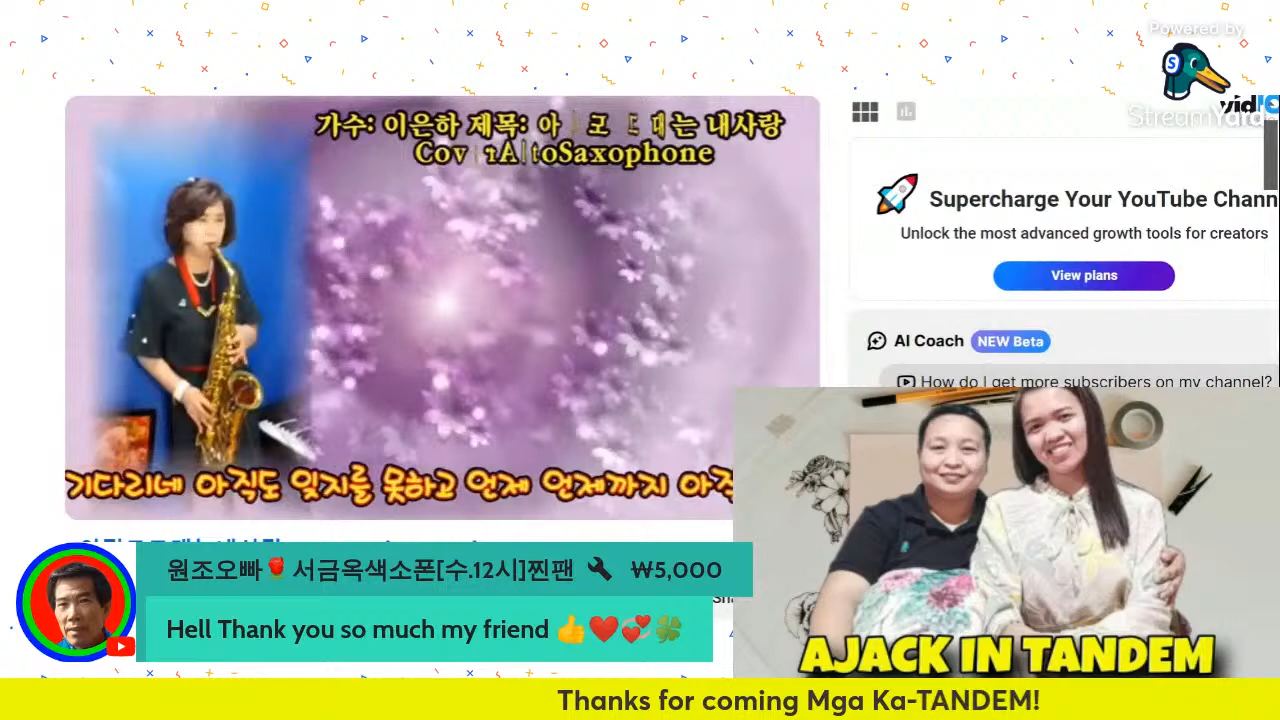 Powered by
StreamYard
가수: 이은하 제목: 아 는 내사랑
toSaxophone
기다리네 아직도 잊지를 못하고 언제 언제까지
Supercharge Your YouTube Chann
Unlock the most advanced growth tools for creators
View plans
AI Coach NEW Beta
How do I get more subscribers on my channel?
원조오빠🌹서금옥색소폰[수.12시]찐팬 🔧 ₩5,000
Hell Thank you so much my friend 👍❤️💞🍀
AJACK IN TANDEM
Thanks for coming Mga Ka-TANDEM!